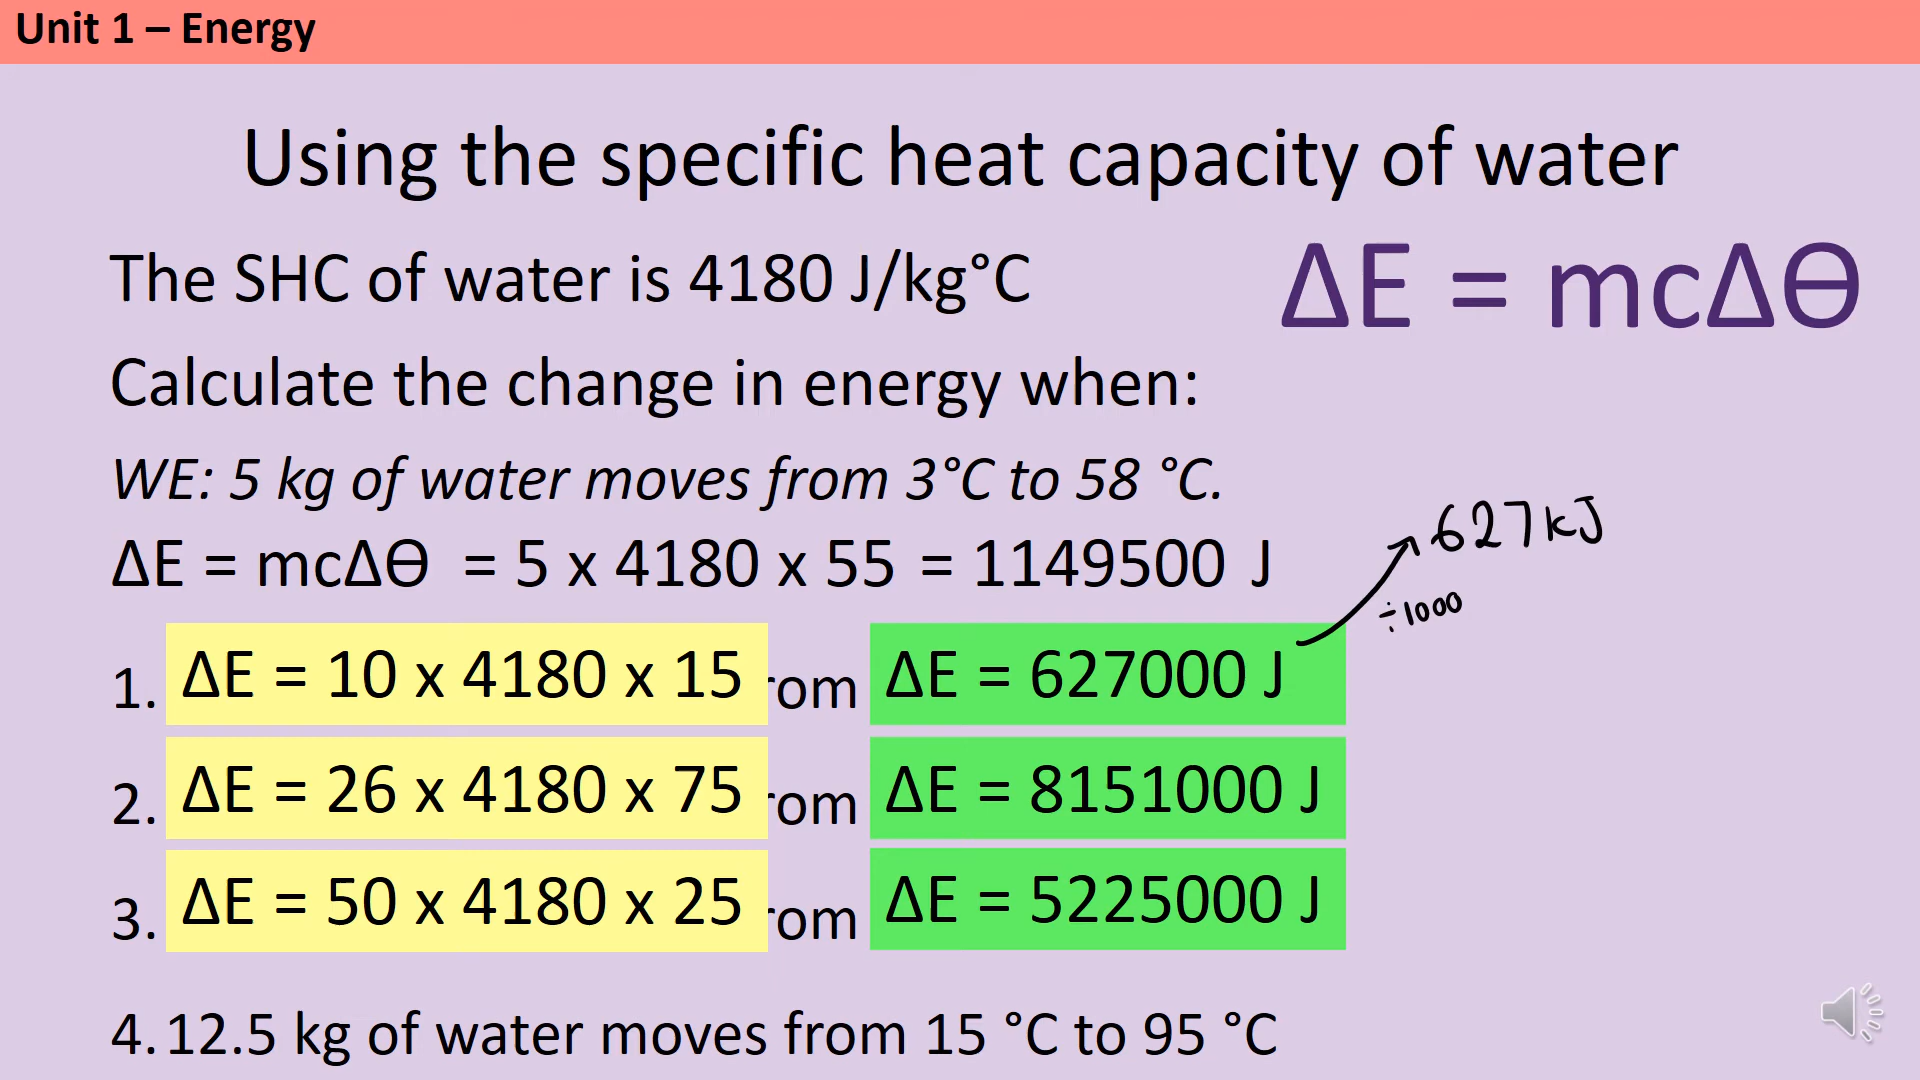 Unit 1 – Energy
Using the specific heat capacity of water
The SHC of water is 4180 J/kg°C
ΔE = mcΔϴ
Calculate the change in energy when:
WE: 5 kg of water moves from 3°C to 58 °C.
627kJ
ΔE = mcΔϴ = 5 x 4180 x 55 = 1149500 J
÷1000
1. ΔE = 10 x 4180 x 15 rom ΔE = 627000 J
2. ΔE = 26 x 4180 x 75 rom ΔE = 8151000 J
3. ΔE = 50 x 4180 x 25 rom ΔE = 5225000 J
4. 12.5 kg of water moves from 15 °C to 95 °C